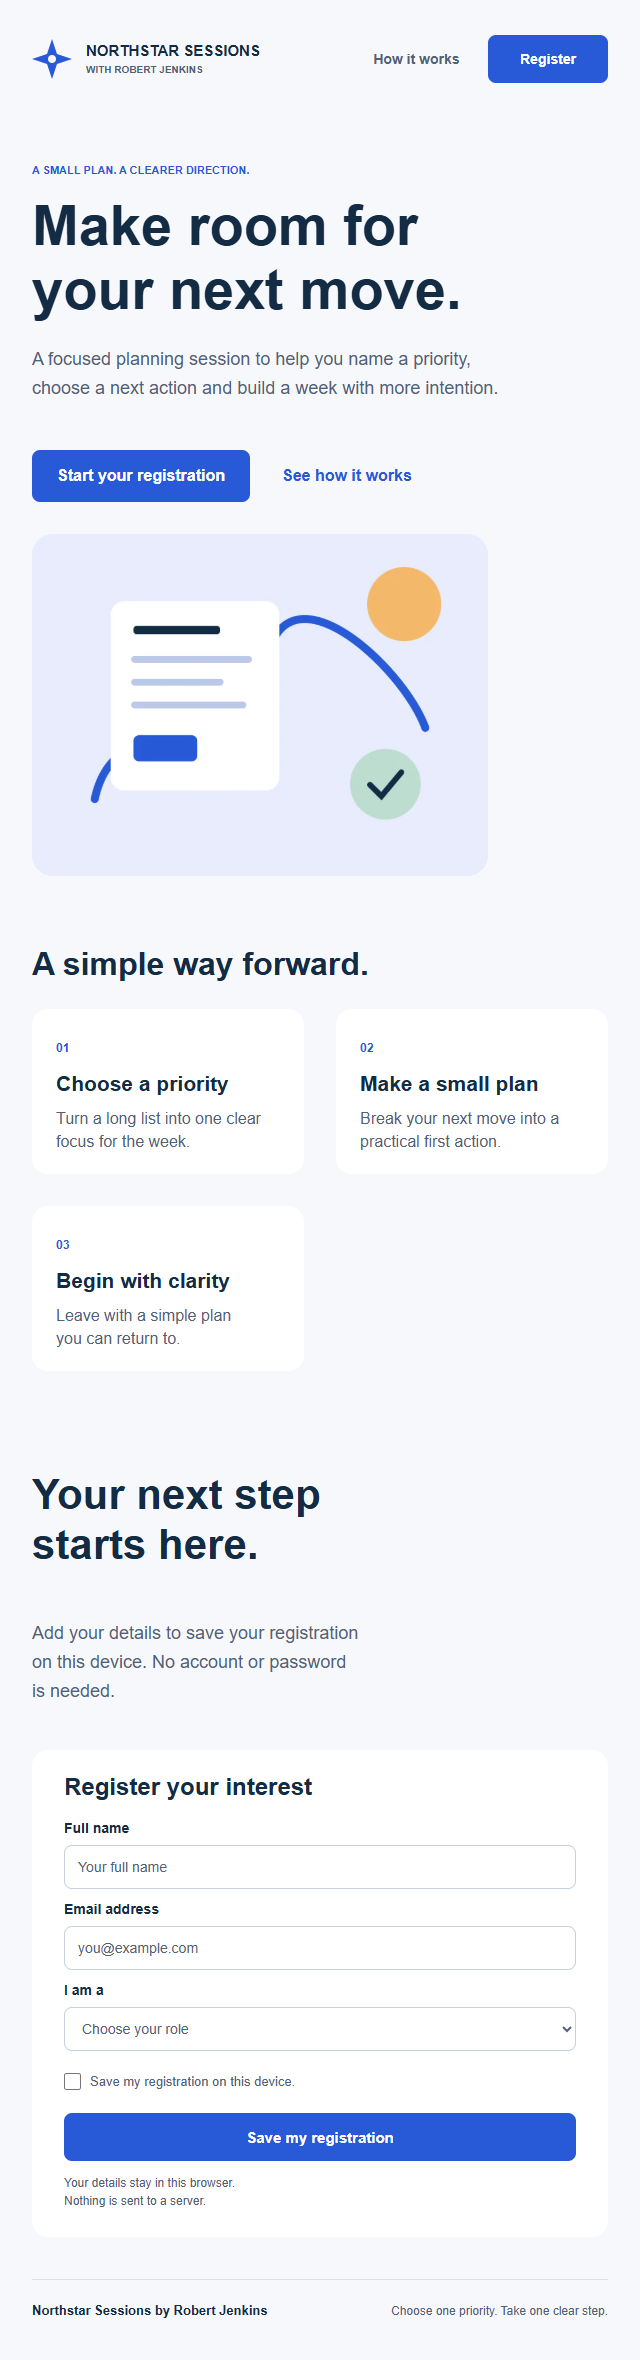 NORTHSTAR SESSIONS
WITH ROBERT JENKINS
How it works
Register
A SMALL PLAN. A CLEARER DIRECTION.
Make room for
your next move.
A focused planning session to help you name a priority,
choose a next action and build a week with more intention.
Start your registration
See how it works
A simple way forward.
01
Choose a priority
Turn a long list into one clear
focus for the week.
02
Make a small plan
Break your next move into a
practical first action.
03
Begin with clarity
Leave with a simple plan
you can return to.
Your next step
starts here.
Add your details to save your registration
on this device. No account or password
is needed.
Register your interest
Full name
Your full name
Email address
you@example.com
I am a
Choose your role
Save my registration on this device.
Save my registration
Your details stay in this browser.
Nothing is sent to a server.
Northstar Sessions by Robert Jenkins
Choose one priority. Take one clear step.